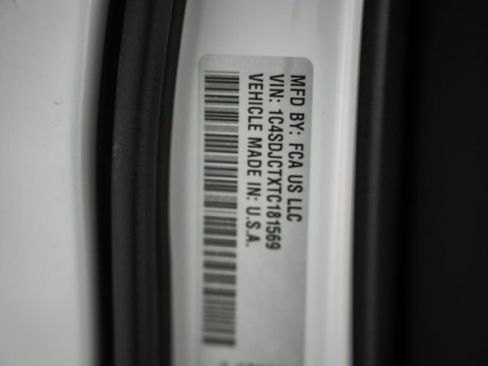 MFD BY: FCA US LLC
VIN: 1C4SDJCTXTC181569
VEHICLE MADE IN: U.S.A.